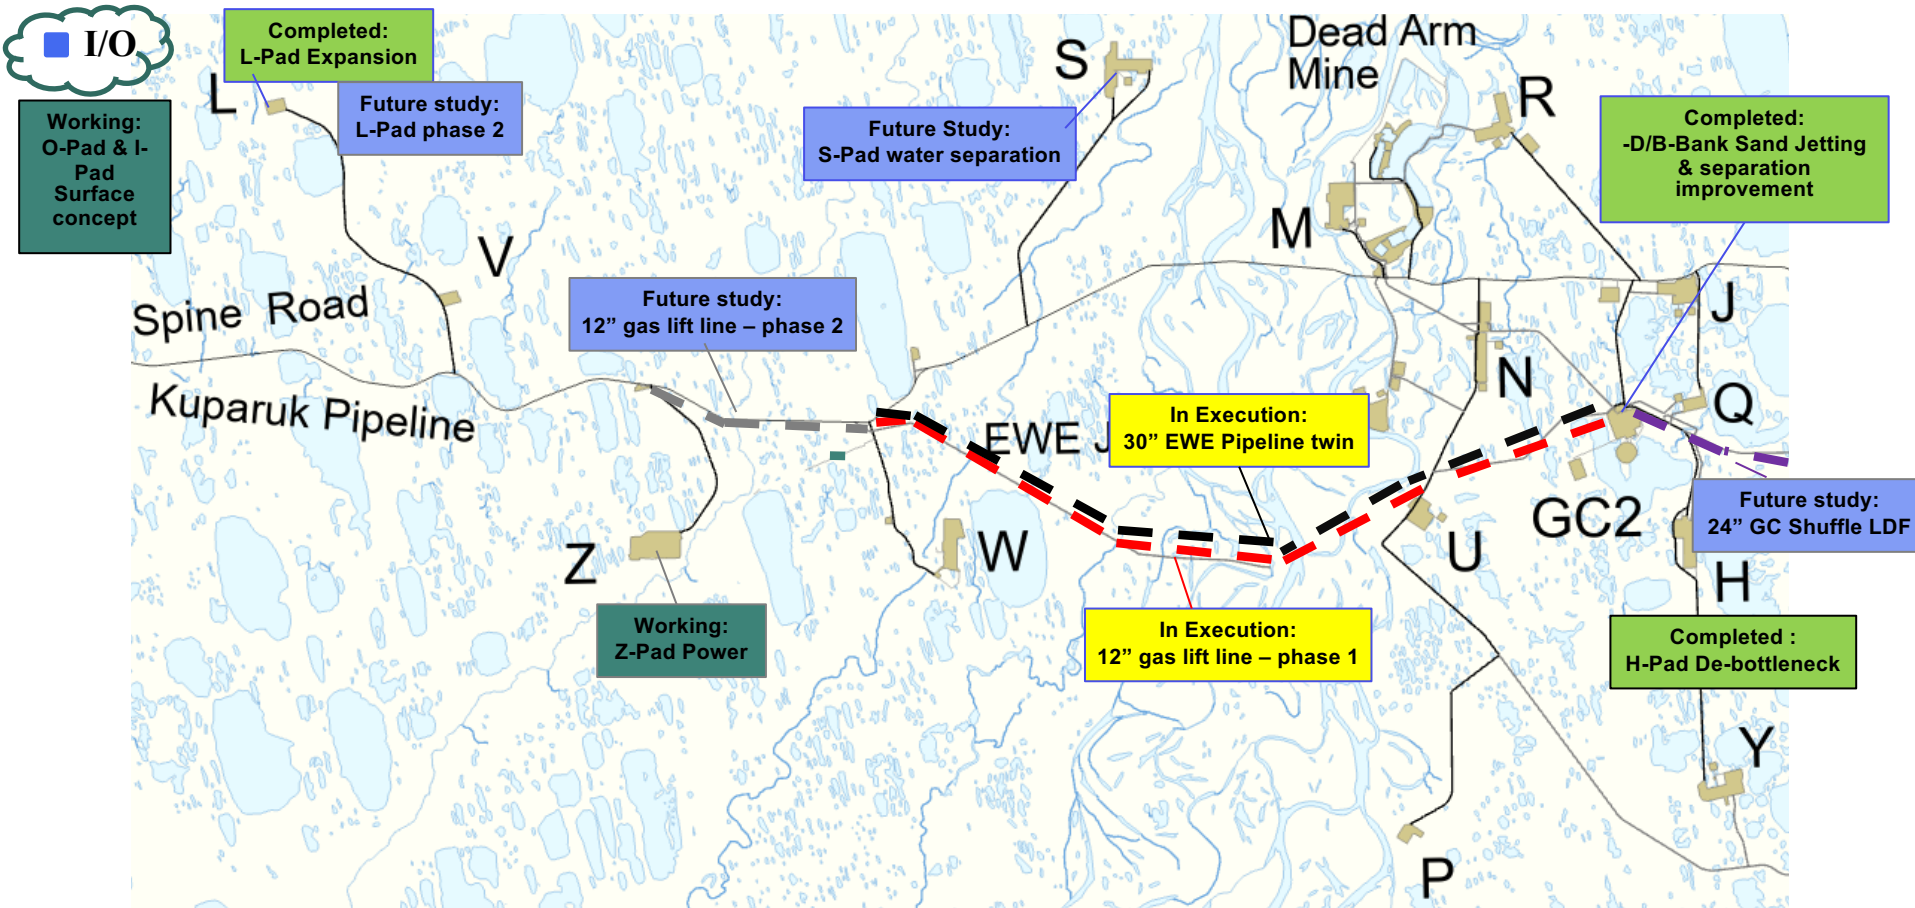 I/O
Completed:
L-Pad Expansion
Future study:
L-Pad phase 2
Working:
O-Pad & I-
Pad
Surface
concept
L
V
S
Future Study:
S-Pad water separation
Dead Arm
Mine
R
M
Completed:
-D/B-Bank Sand Jetting
& separation
improvement
Spine Road
Kuparuk Pipeline
Future study:
12” gas lift line – phase 2
J
N
Q
EWE J
In Execution:
30” EWE Pipeline twin
GC2
Future study:
24” GC Shuffle LDF
Z
W
U
H
Working:
Z-Pad Power
In Execution:
12” gas lift line – phase 1
Completed :
H-Pad De-bottleneck
Y
P